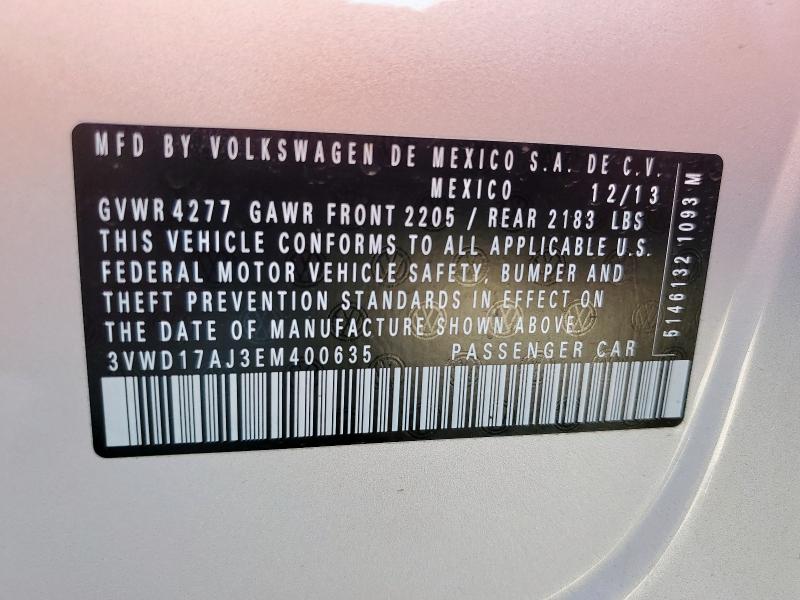 MFD BY VOLKSWAGEN DE MEXICO S.A. DE C.V.
MEXICO 12/13
GVWR 4277 GAWR FRONT 2205 / REAR 2183 LBS
THIS VEHICLE CONFORMS TO ALL APPLICABLE U.S.
FEDERAL MOTOR VEHICLE SAFETY, BUMPER AND
THEFT PREVENTION STANDARDS IN EFFECT ON
THE DATE OF MANUFACTURE SHOWN ABOVE
3VWD17AJ3EM400635 PASSENGER CAR
5146132 1093 M